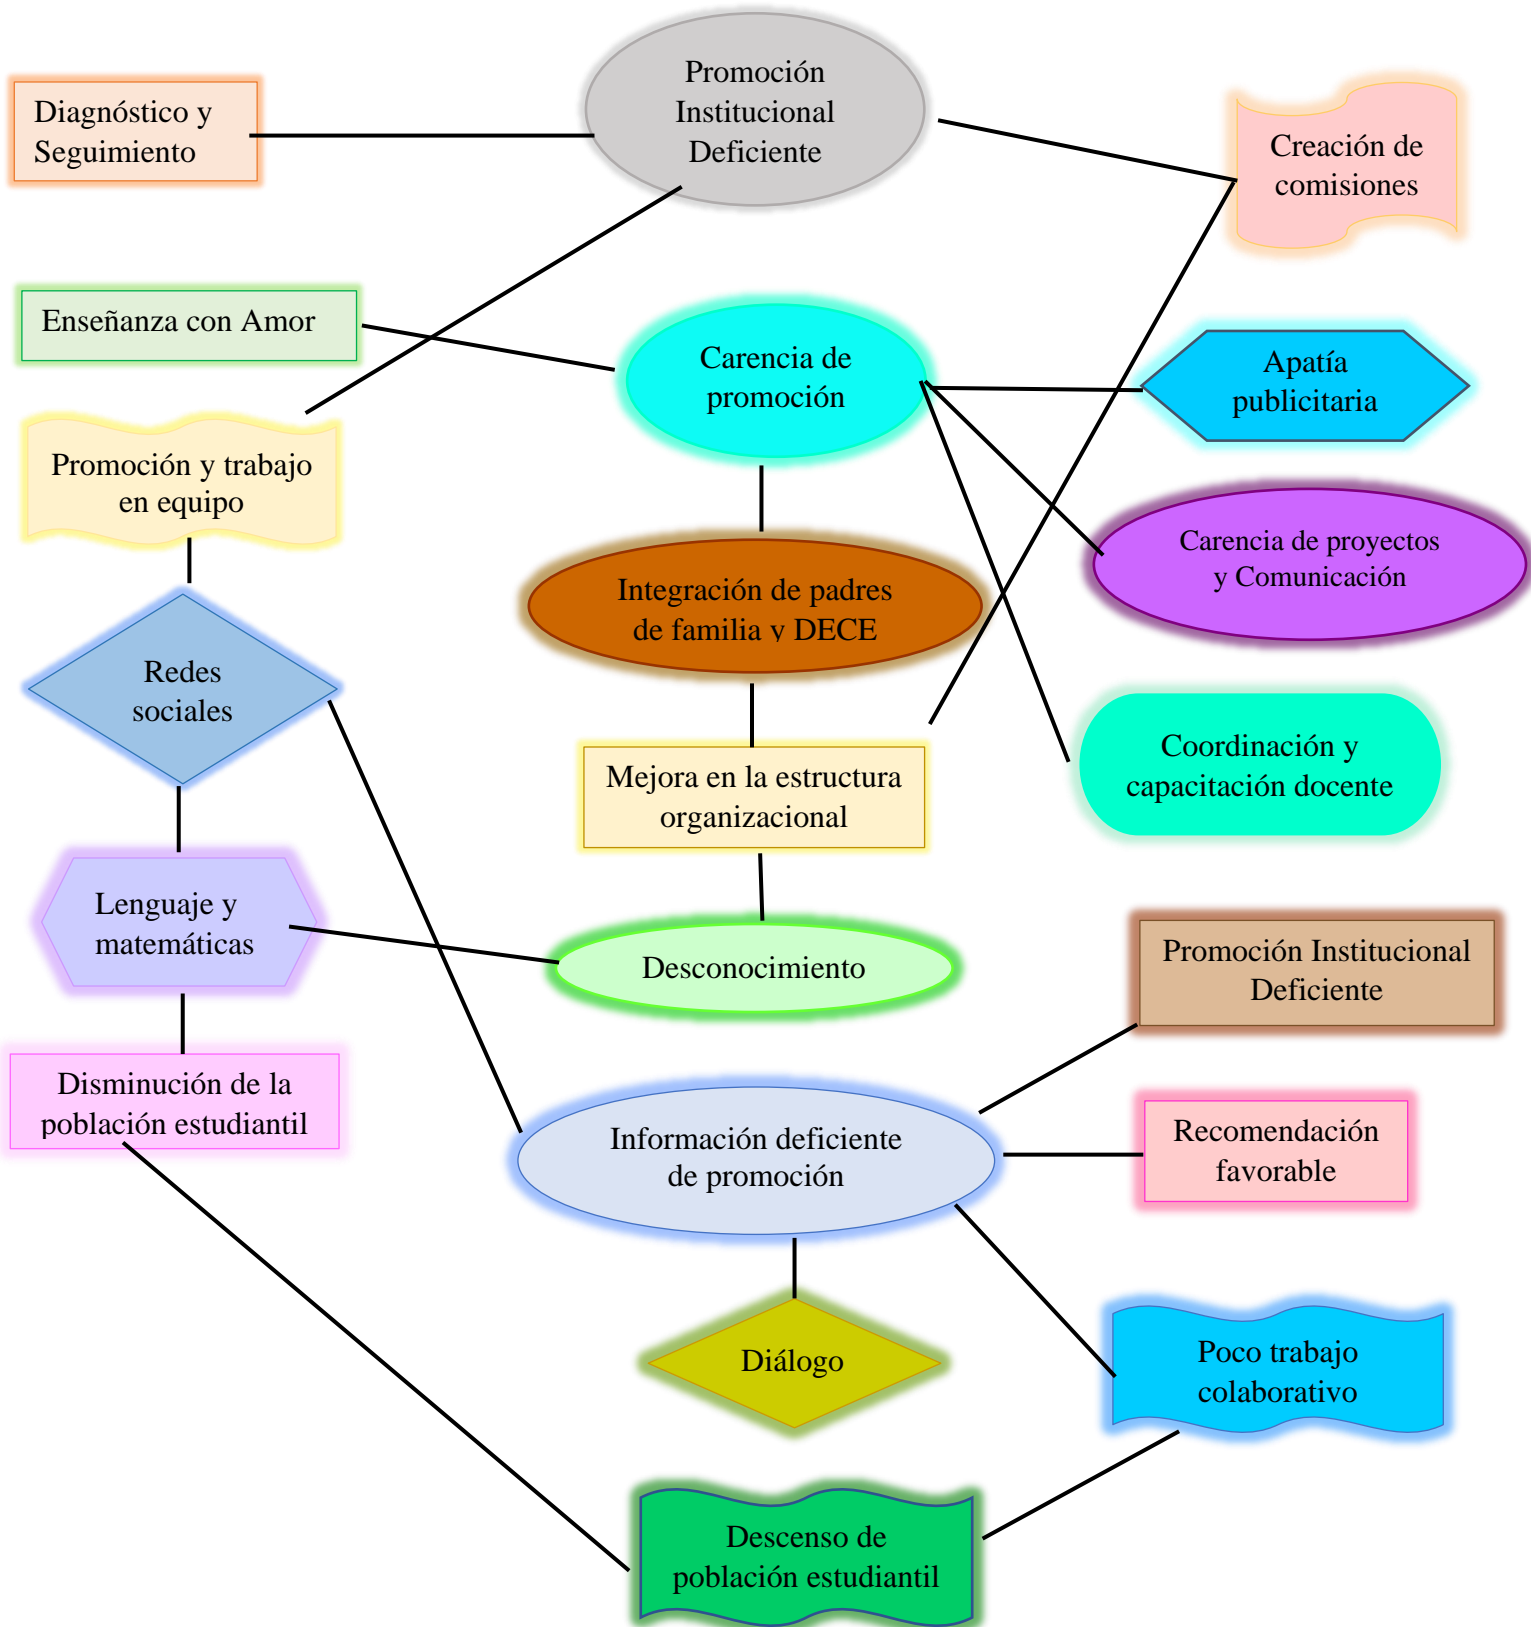 Promoción
Institucional
Deficiente
Diagnóstico y
Seguimiento
Creación de
comisiones
Enseñanza con Amor
Carencia de
promoción
Apatía
publicitaria
Promoción y trabajo
en equipo
Carencia de proyectos
y Comunicación
Integración de padres
de familia y DECE
Redes
sociales
Coordinación y
capacitación docente
Mejora en la estructura
organizacional
Lenguaje y
matemáticas
Desconocimiento
Promoción Institucional
Deficiente
Disminución de la
población estudiantil
Información deficiente
de promoción
Recomendación
favorable
Diálogo
Poco trabajo
colaborativo
Descenso de
población estudiantil